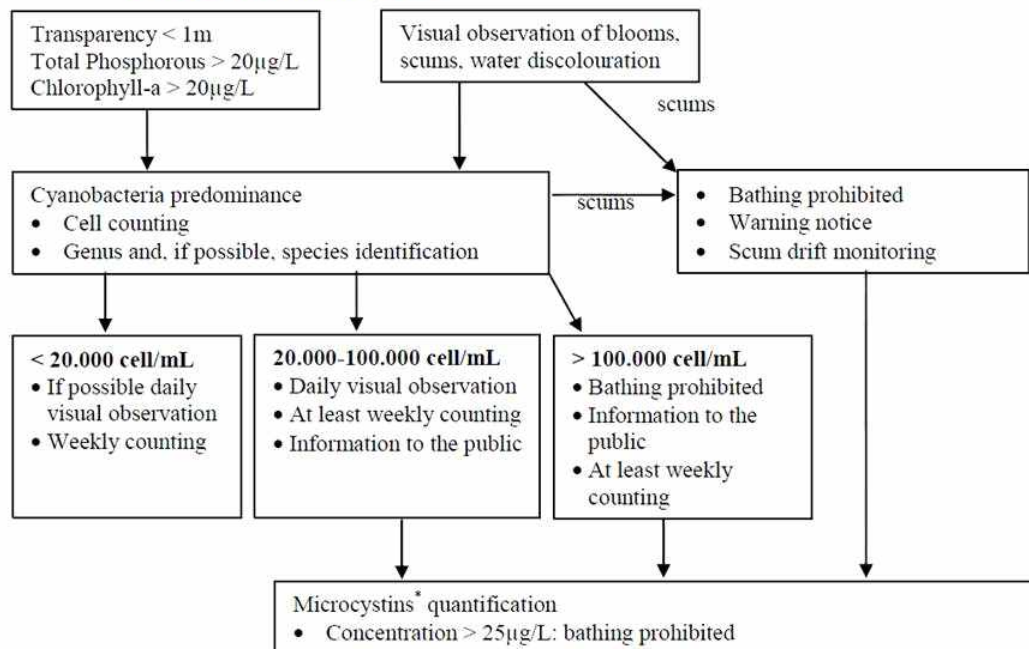 Transparency < 1m
Total Phosphorous > 20µg/L
Chlorophyll-a > 20µg/L
Visual observation of blooms,
scums, water discolouration
scums
Cyanobacteria predominance
• Cell counting
• Genus and, if possible, species identification
scums
• Bathing prohibited
• Warning notice
• Scum drift monitoring
< 20.000 cell/mL
• If possible daily
visual observation
• Weekly counting
20.000-100.000 cell/mL
• Daily visual observation
• At least weekly counting
• Information to the public
> 100.000 cell/mL
• Bathing prohibited
• Information to the
public
• At least weekly
counting
Microcystins* quantification
• Concentration > 25µg/L: bathing prohibited